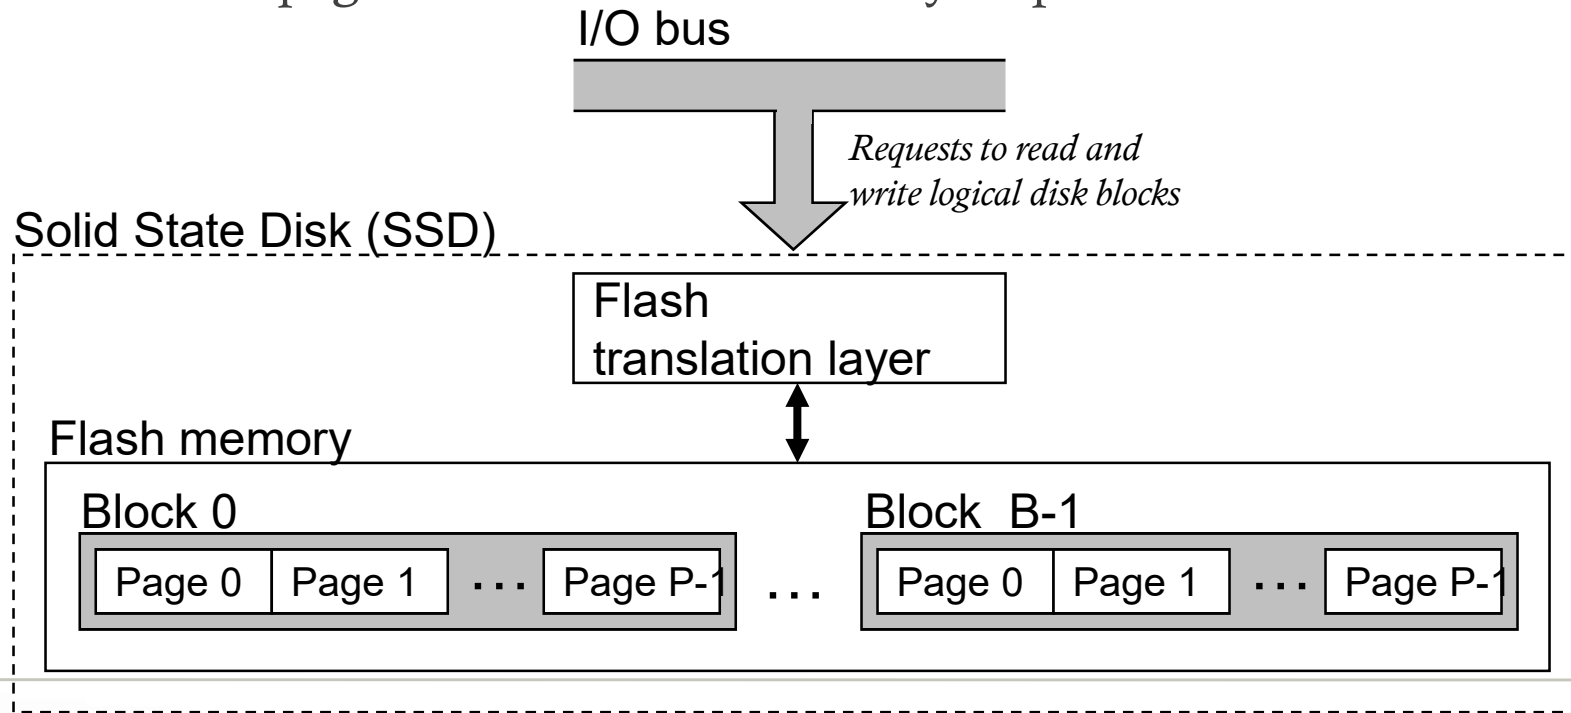 I/O bus
Requests to read and
write logical disk blocks
Solid State Disk (SSD)
Flash
translation layer
Flash memory
Block 0
Block B-1
Page 0 Page 1 ... Page P-1 ... Page 0 Page 1 ... Page P-1